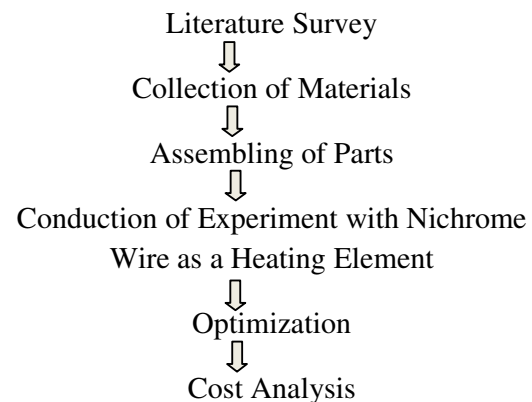 Literature Survey
Collection of Materials
Assembling of Parts
Conduction of Experiment with Nichrome
Wire as a Heating Element
Optimization
Cost Analysis